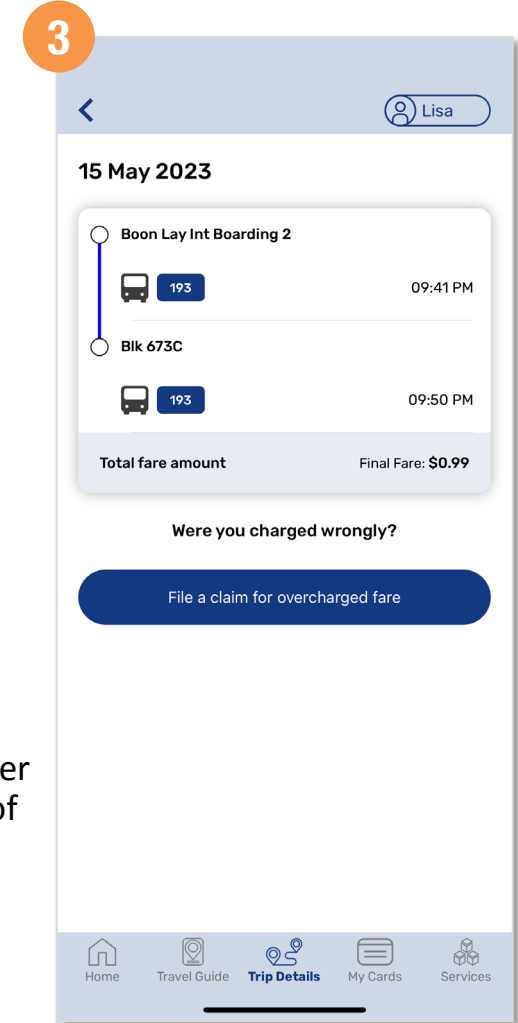 3
Lisa
15 May 2023
Boon Lay Int Boarding 2
193 09:41 PM
Blk 673C
193 09:50 PM
Total fare amount Final Fare: $0.99
Were you charged wrongly?
File a claim for overcharged fare
er
of
Home Travel Guide Trip Details My Cards Services